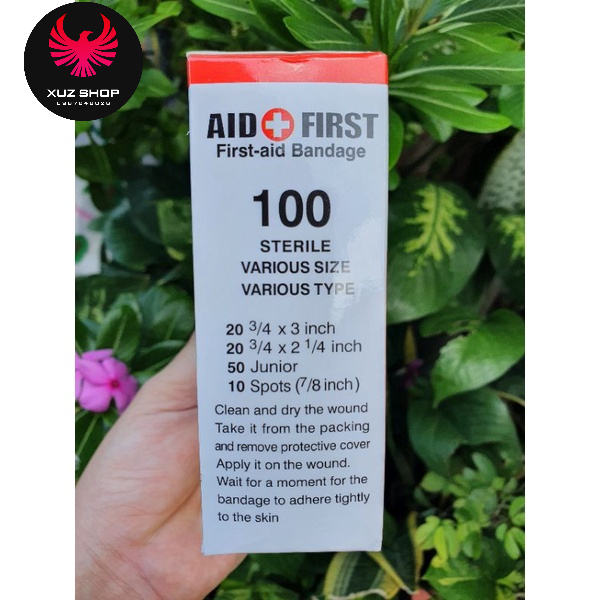 XUZ SHOP
AID FIRST
First-aid Bandage
100
STERILE
VARIOUS SIZE
VARIOUS TYPE
20 3/4 x 3 inch
20 3/4 x 2 1/4 inch
50 Junior
10 Spots (7/8 inch)
Clean and dry the wound
Take it from the packing
and remove protective cover
Apply it on the wound.
Wait for a moment for the
bandage to adhere tightly
to the skin